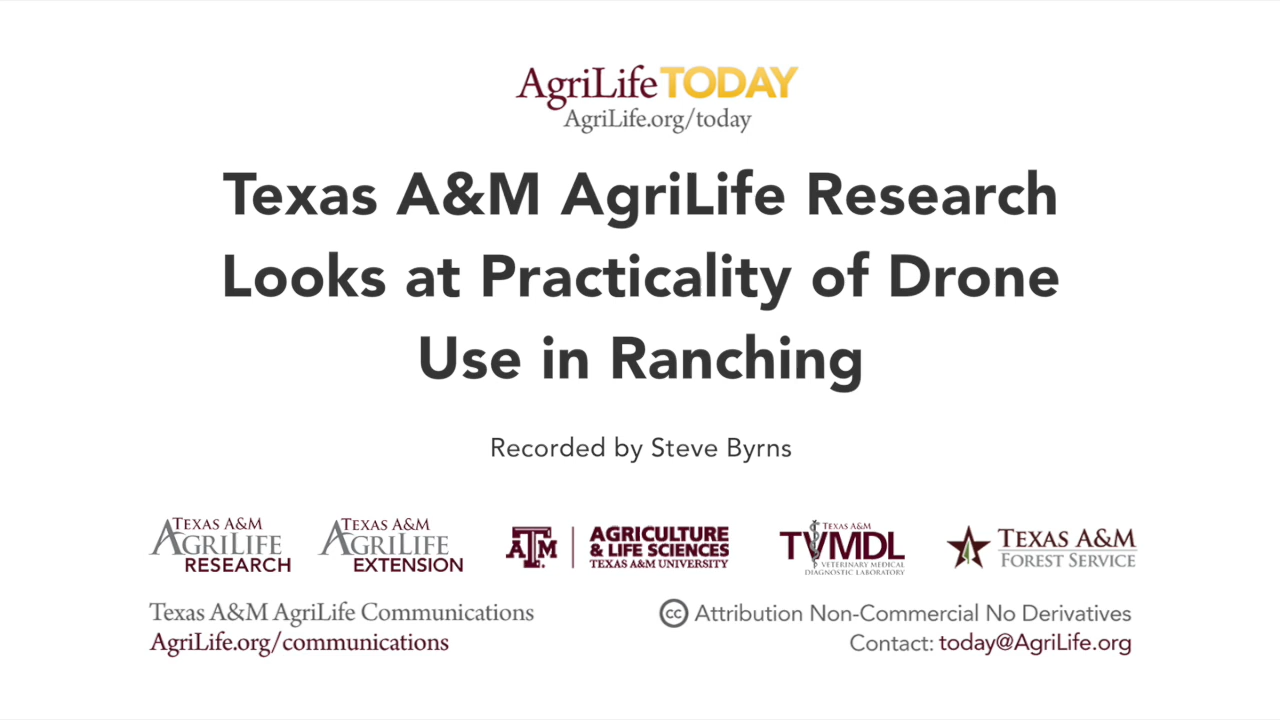 AgriLife TODAY
AgriLife.org/today
Texas A&M AgriLife Research
Looks at Practicality of Drone
Use in Ranching
Recorded by Steve Byrns
TEXAS A&M
AGRILIFE
RESEARCH
TEXAS A&M
AGRILIFE
EXTENSION
ATM
AGRICULTURE
& LIFE SCIENCES
TEXAS A&M UNIVERSITY
TEXAS A&M
TVMDL
VETERINARY MEDICAL
DIAGNOSTIC LABORATORY
TEXAS A&M
FOREST SERVICE
Texas A&M AgriLife Communications
AgriLife.org/communications
cc Attribution Non-Commercial No Derivatives
Contact: today@AgriLife.org